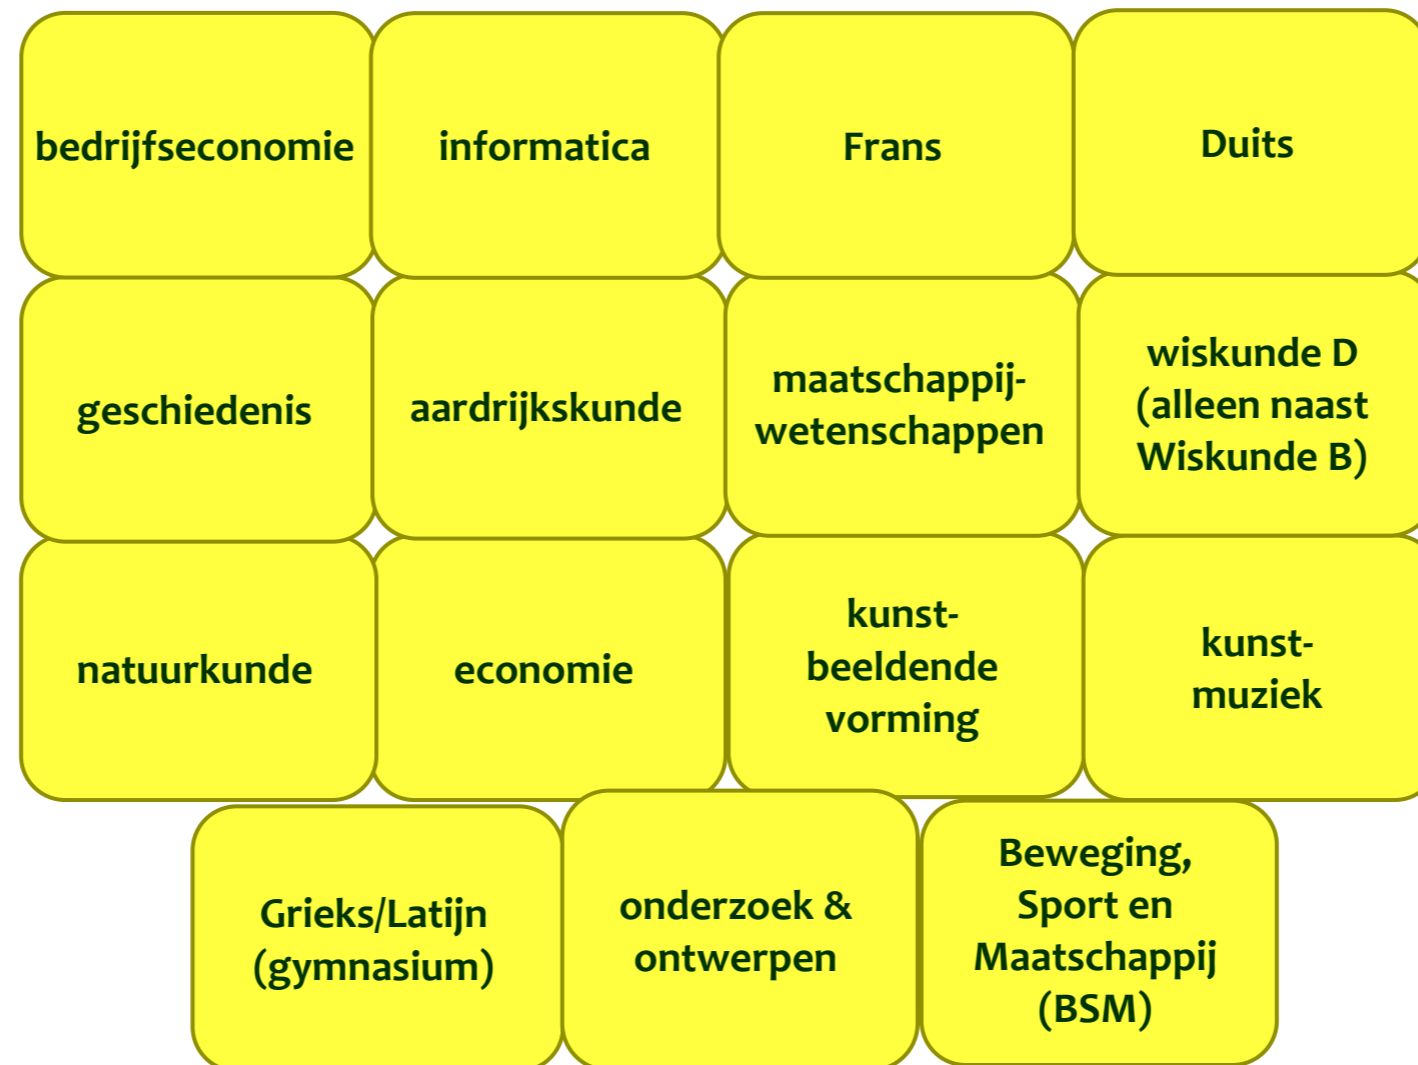 bedrijfseconomie
informatica
Frans
Duits
geschiedenis
aardrijkskunde
maatschappij-
wetenschappen
wiskunde D
(alleen naast
Wiskunde B)
natuurkunde
economie
kunst-
beeldende
vorming
kunst-
muziek
Grieks/Latijn
(gymnasium)
onderzoek &
ontwerpen
Beweging,
Sport en
Maatschappij
(BSM)